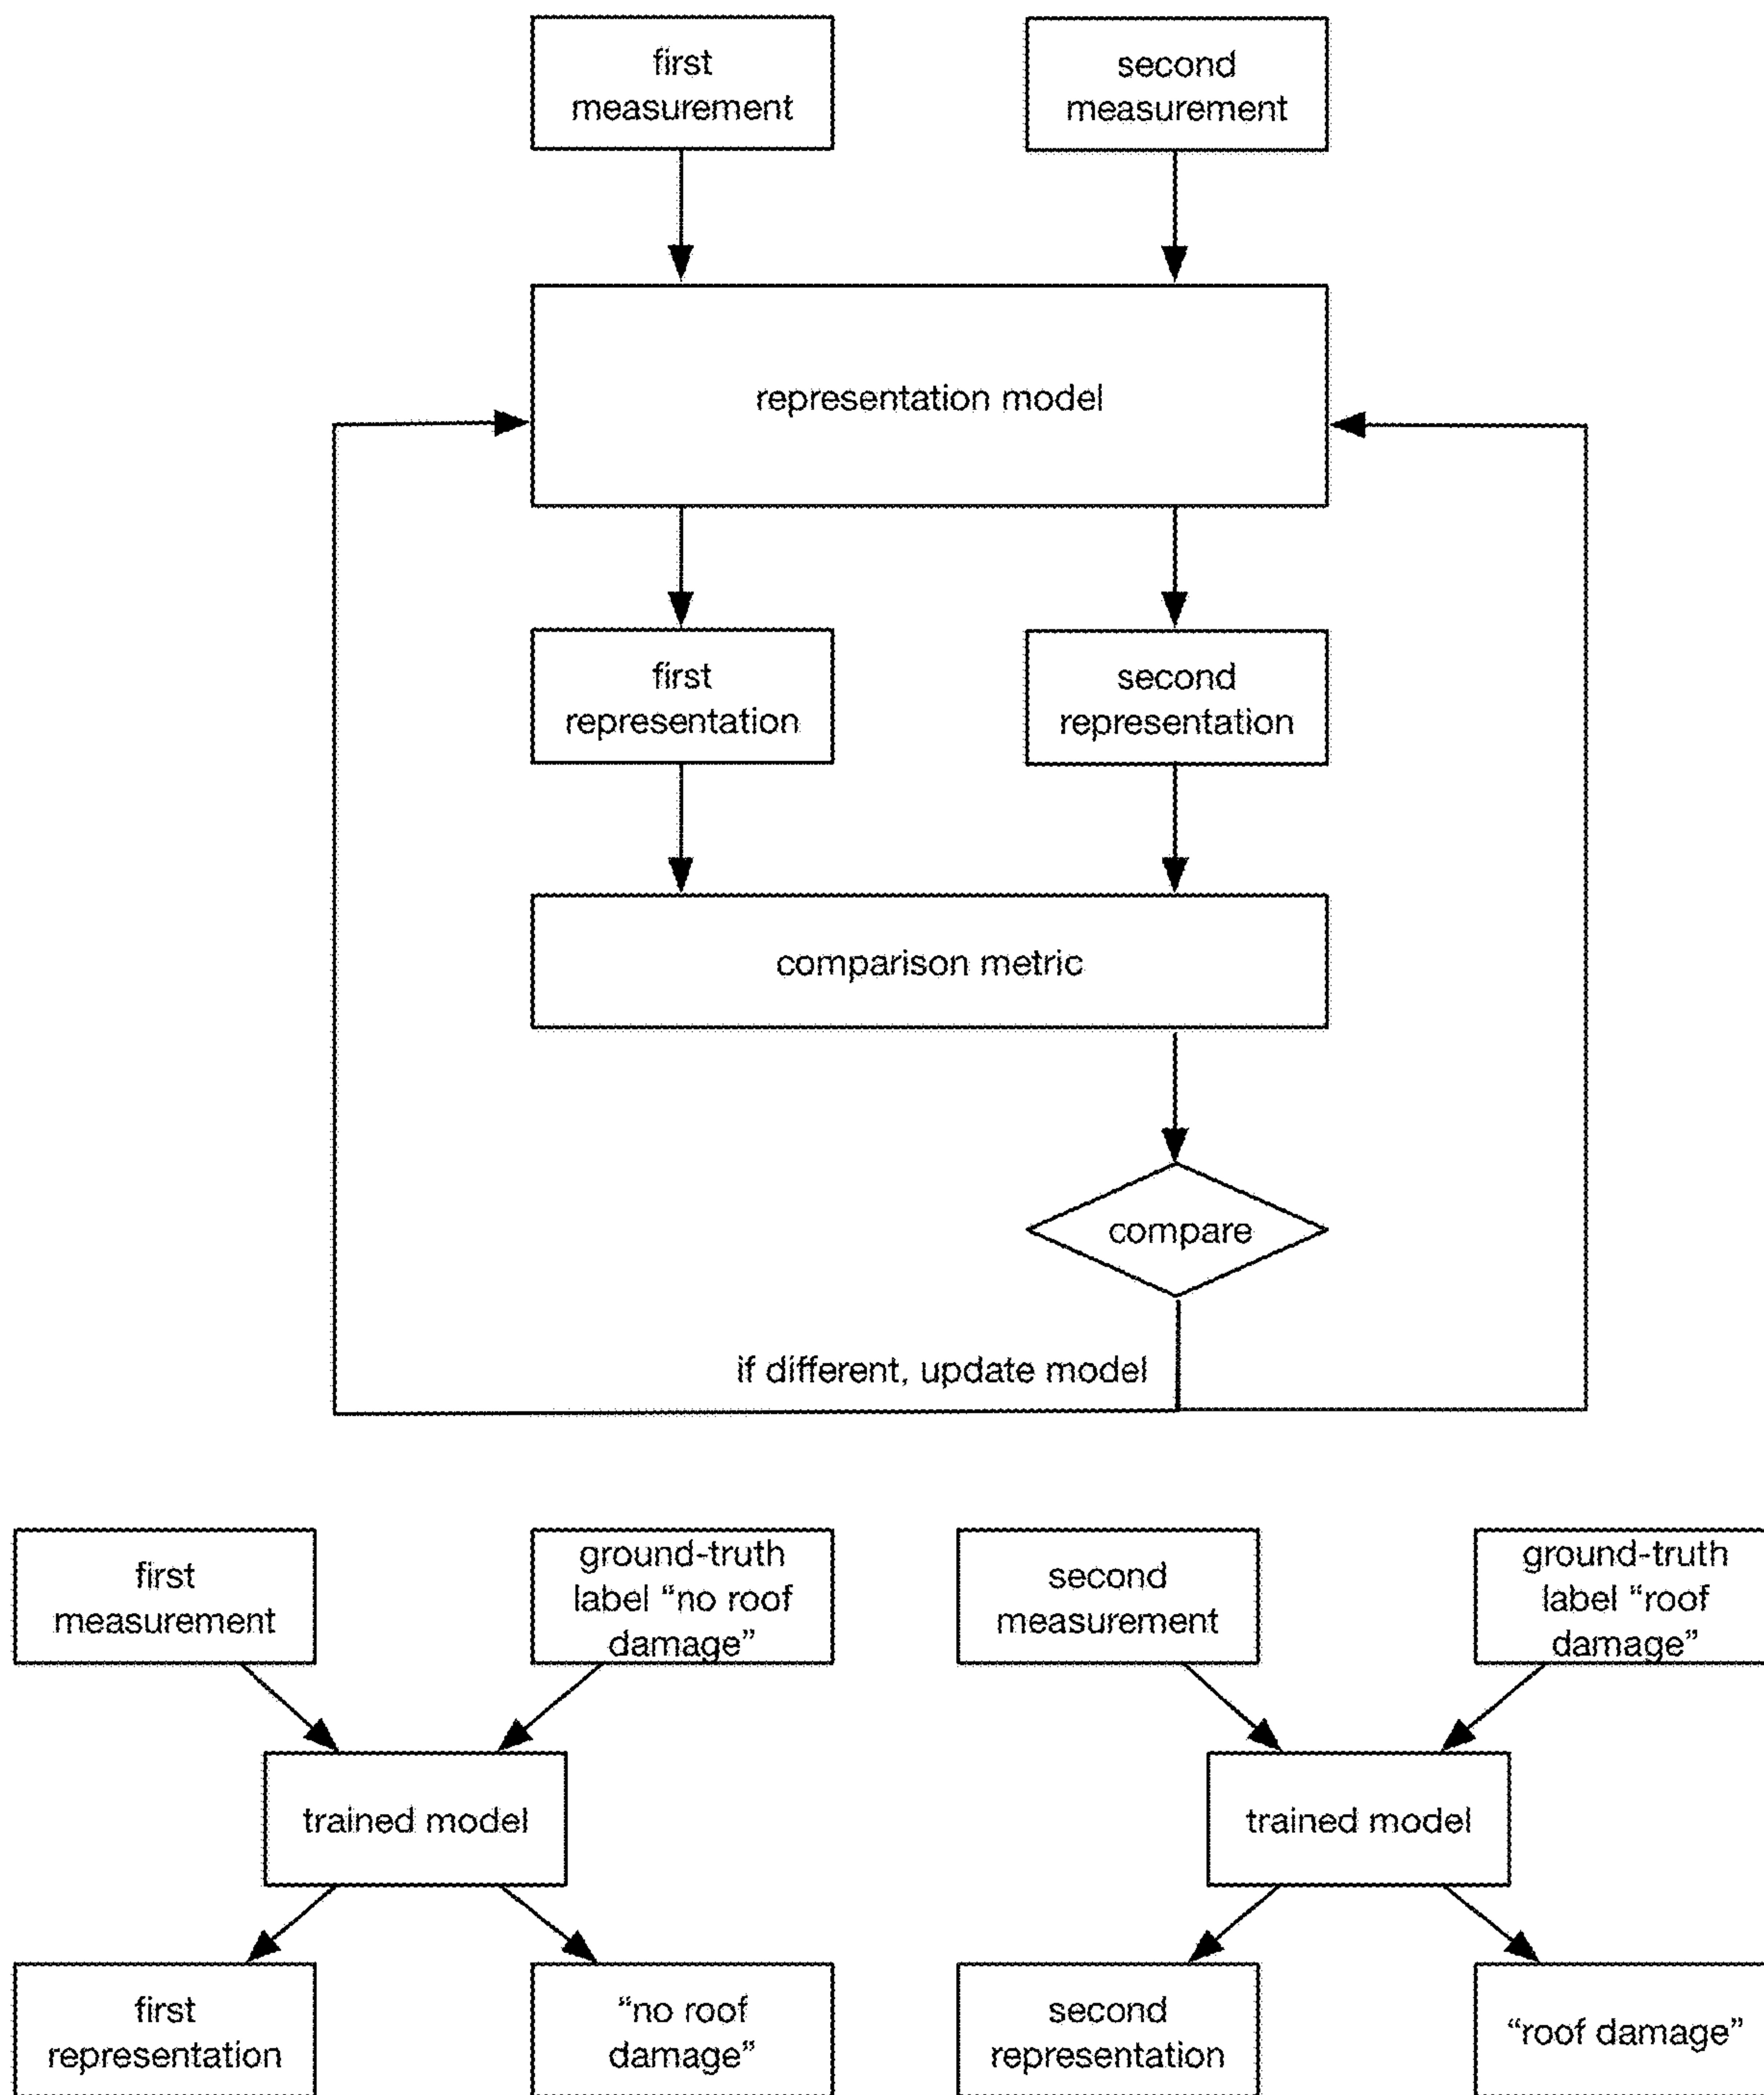 first
measurement
second
measurement
representation model
first
representation
second
representation
comparison metric
compare
if different, update model
first
measurement
ground-truth
label “no roof
damage”
second
measurement
ground-truth
label “roof
damage”
trained model
trained model
first
representation
“no roof
damage”
second
representation
“roof damage”